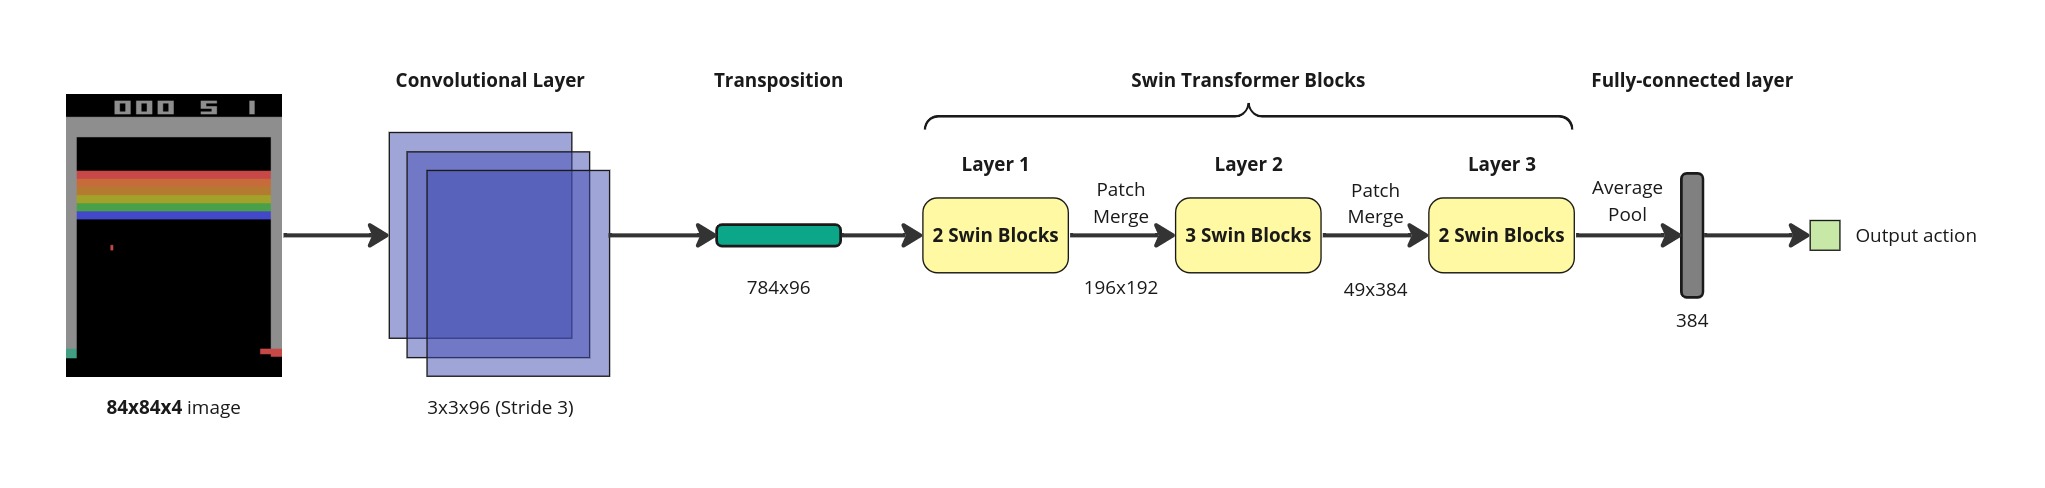 Convolutional Layer
Transposition
Swin Transformer Blocks
Fully-connected layer
000 5 1
Layer 1
Layer 2
Layer 3
Patch
Merge
Patch
Merge
Average
Pool
2 Swin Blocks
3 Swin Blocks
2 Swin Blocks
Output action
784x96
196x192
49x384
384
84x84x4 image
3x3x96 (Stride 3)